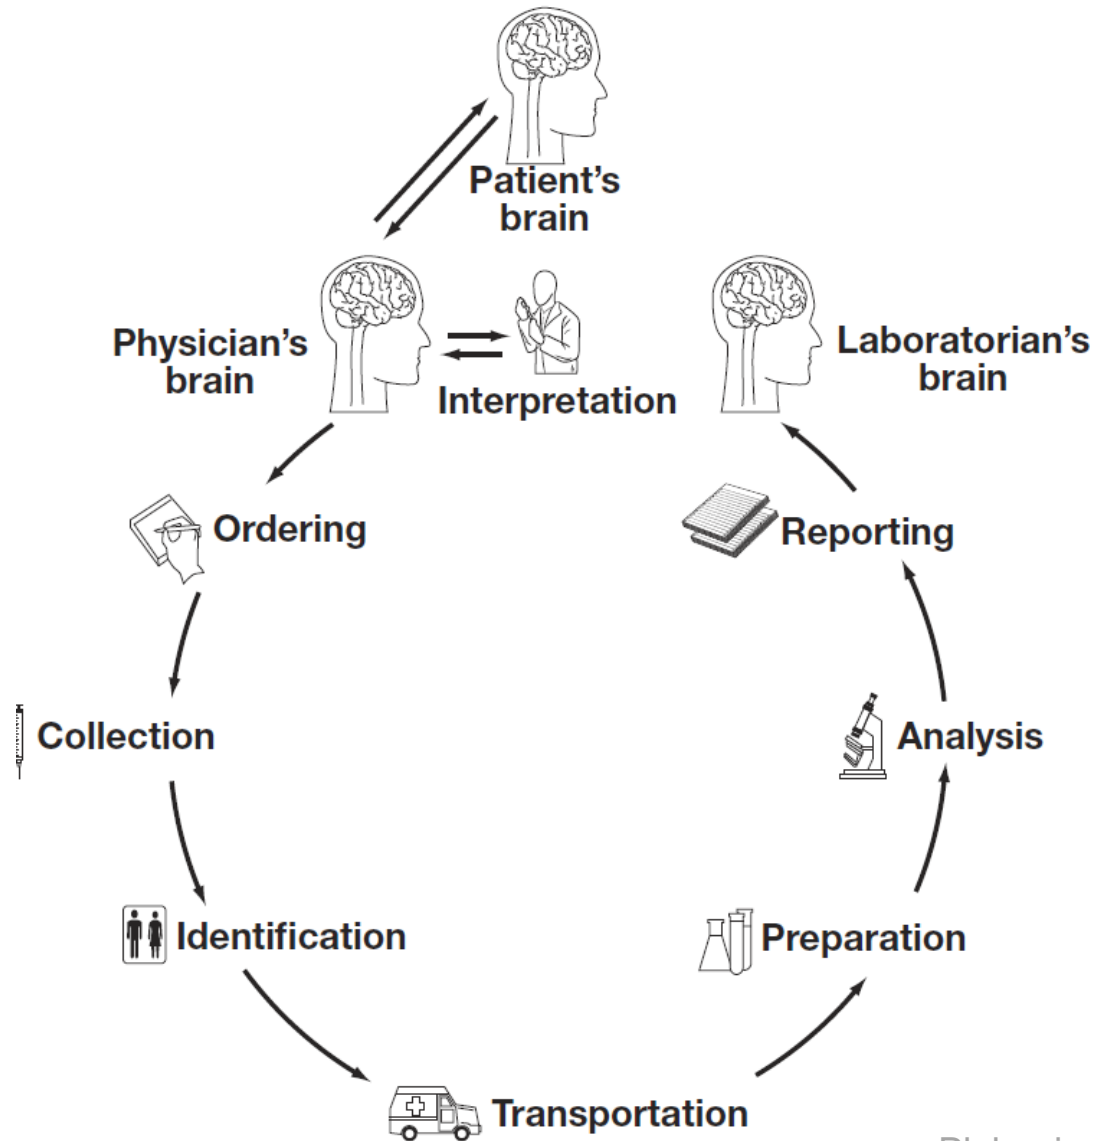 Patient's
brain
Physician's
brain
Interpretation
Laboratorian's
brain
Ordering
Reporting
Collection
Analysis
Identification
Preparation
Transportation